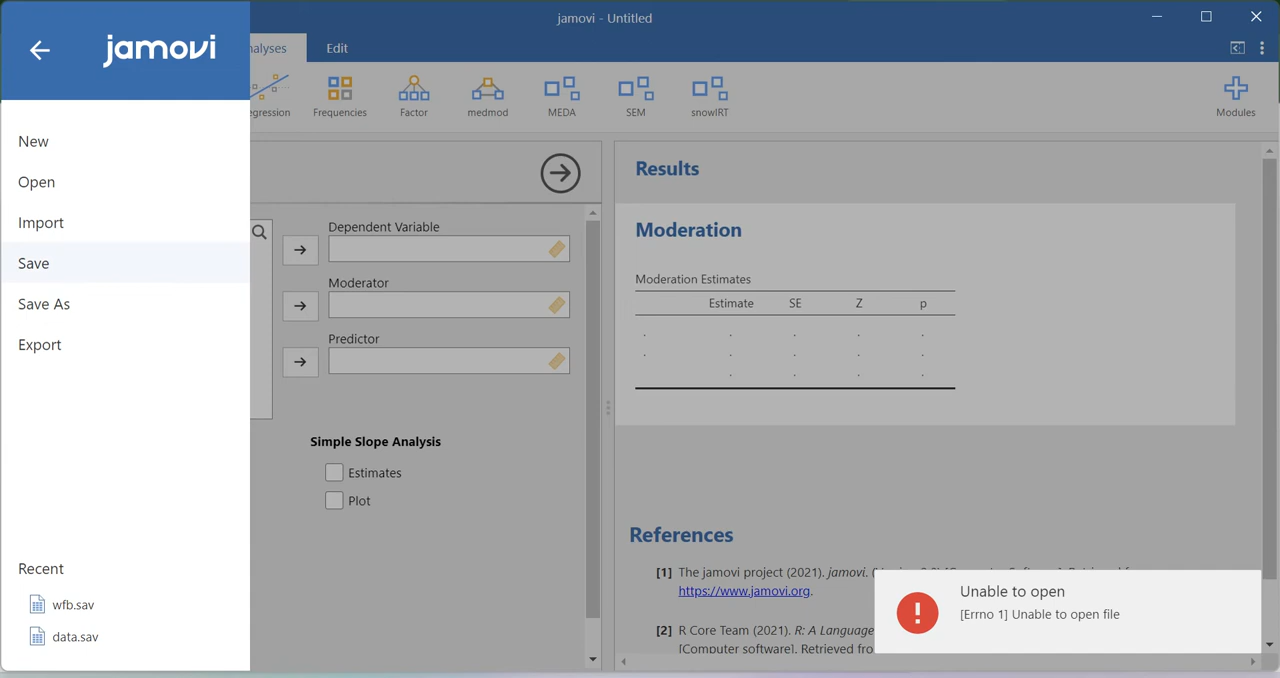 jamovi - Untitled
jamovi
alyses
Edit
egression
Frequencies
Factor
medmod
MEDA
SEM
snowIRT
Modules
New
Open
Import
Save
Save As
Export
Recent
wfb.sav
data.sav
Dependent Variable
Moderator
Predictor
Simple Slope Analysis
Estimates
Plot
Results
Moderation
Moderation Estimates
Estimate SE Z p
References
[1] The jamovi project (2021). jamovi.
https://www.jamovi.org.
[2] R Core Team (2021). R: A Language
[Computer software]. Retrieved fro
Unable to open
[Errno 1] Unable to open file